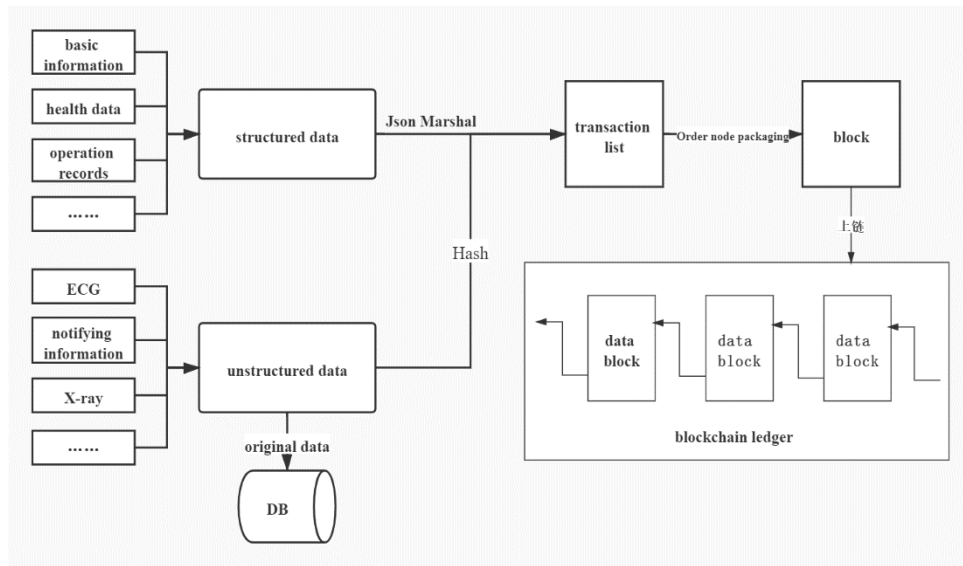 basic
information
health data
operation
records
……
structured data
Json Marshal
transaction
list
Order node packaging
block
上链
Hash
ECG
notifying
information
X-ray
……
unstructured data
original data
DB
data
block
data
block
data
block
blockchain ledger